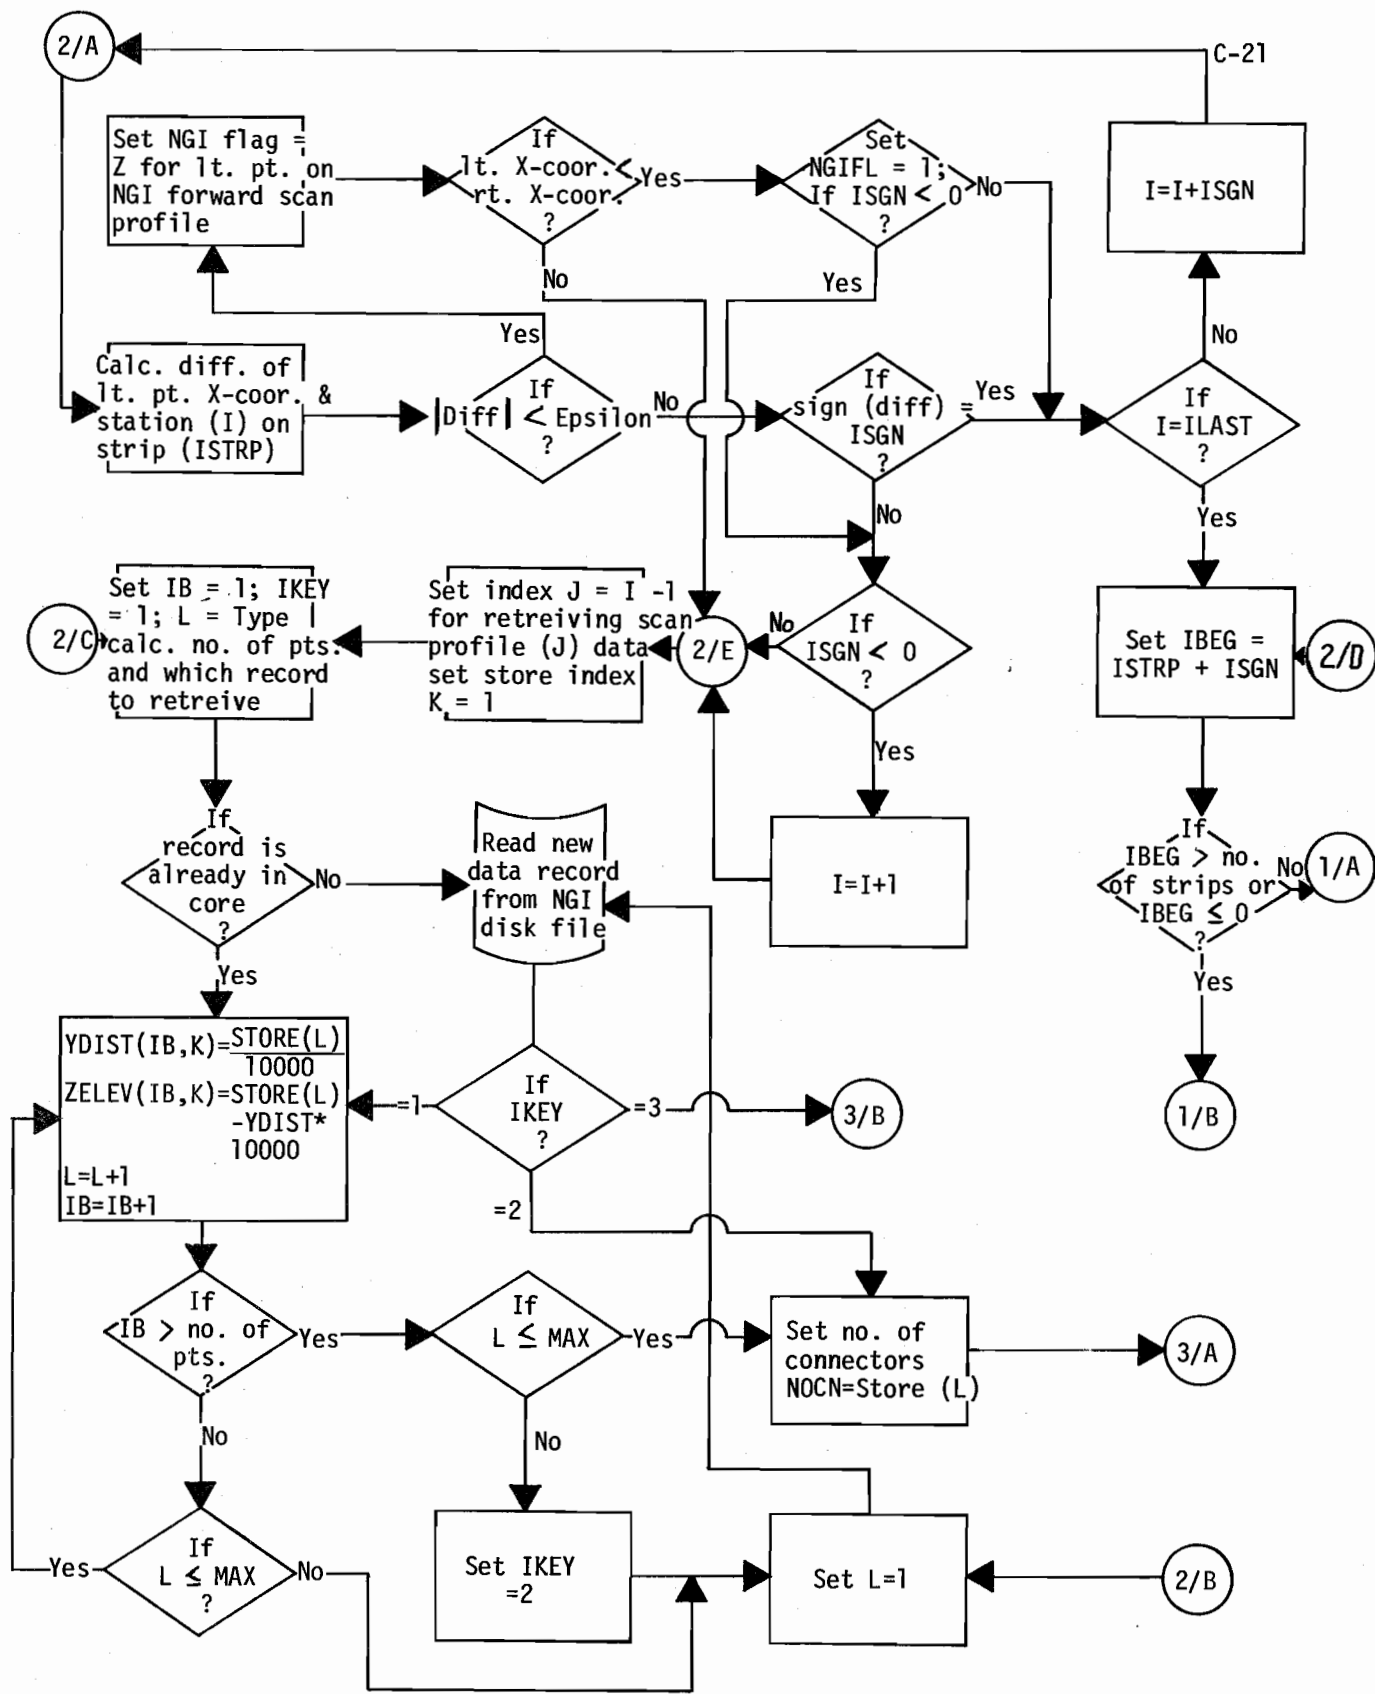 2/A
C-21
Set NGI flag =
Z for lt. pt. on
NGI forward scan
profile
If
lt. X-coor.<
rt. X-coor.
?
Yes
No
Set
NGIFL = 1;
If ISGN < 0
?
No
Yes
I=I+ISGN
No
Yes
Calc. diff. of
lt. pt. X-coor. &
station (I) on
strip (ISTRP)
If
|Diff| < Epsilon
?
No
If
sign (diff) =
ISGN
?
Yes
No
If
I=ILAST
?
Yes
2/C
Set IB = 1; IKEY
= 1; L = Type
calc. no. of pts.
and which record
to retreive
Set index J = I -1
for retreiving scan
profile (J) data
set store index
K = 1
2/E
No
If
ISGN < 0
?
Yes
Set IBEG =
ISTRP + ISGN
2/D
If
record is
already in
core
?
No
Yes
Read new
data record
from NGI
disk file
I=I+1
If
IBEG > no.
of strips or
IBEG ≤ 0
?
No
1/A
Yes
1/B
YDIST(IB,K)=STORE(L)
10000
ZELEV(IB,K)=STORE(L)
-YDIST*
10000
L=L+1
IB=IB+1
=1
If
IKEY
?
=3
3/B
=2
If
IB > no. of
pts.
?
Yes
No
If
L ≤ MAX
Yes
No
Set no. of
connectors
NOCN=Store (L)
3/A
Yes
If
L ≤ MAX
?
No
Set IKEY
=2
Set L=1
2/B